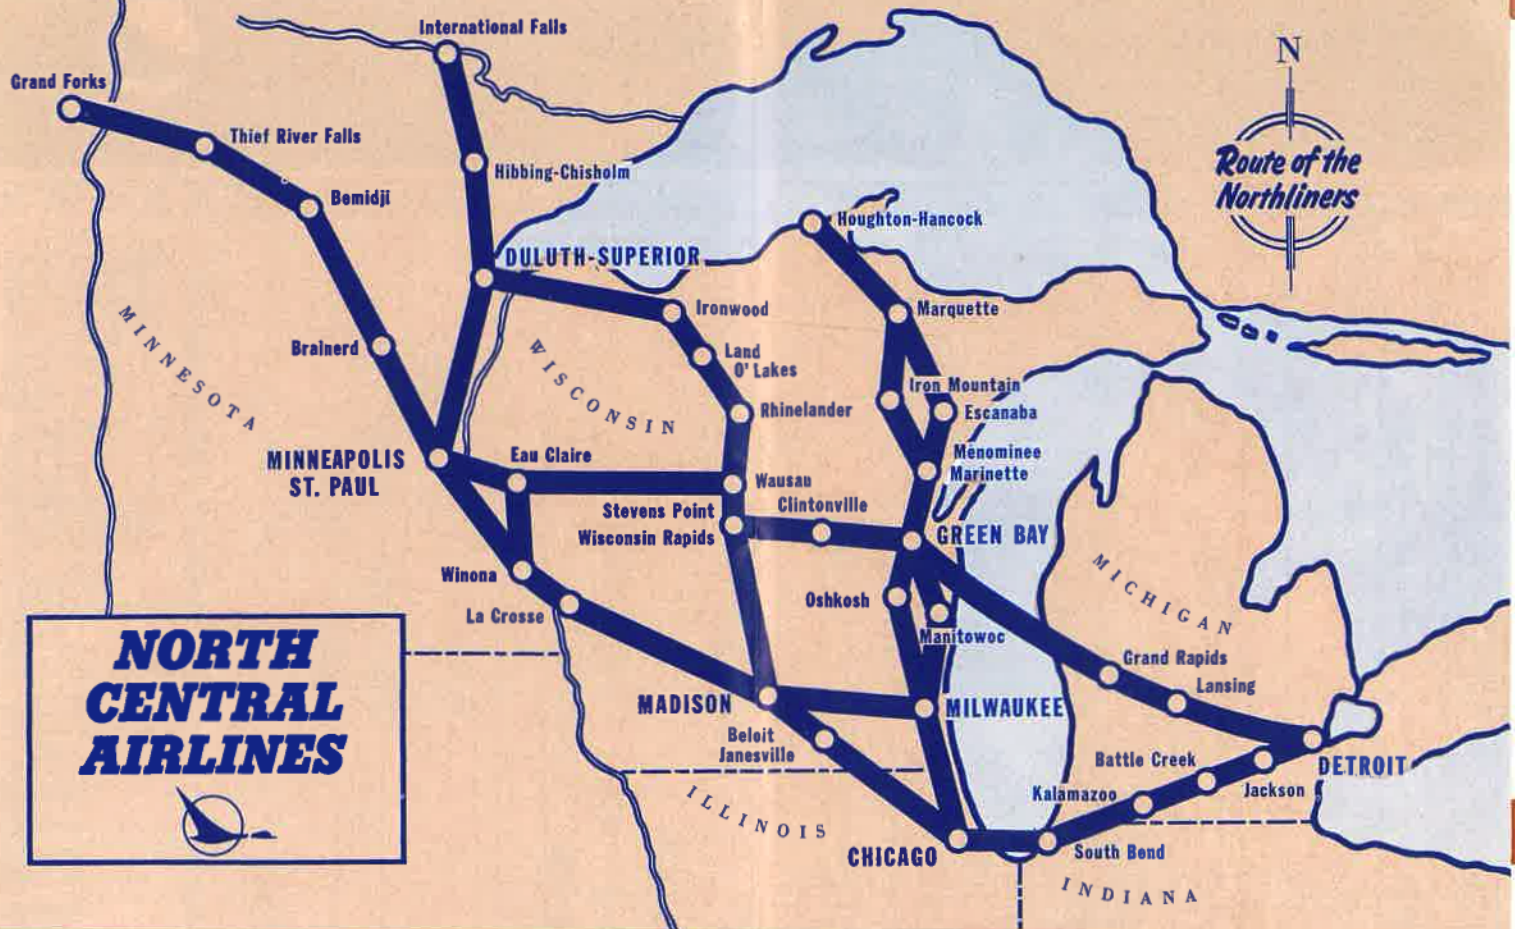 International Falls
Grand Forks
Thief River Falls
N
Route of the
Northliners
Hibbing-Chisholm
Bemidji
Houghton-Hancock
DULUTH-SUPERIOR
Ironwood
Marquette
MINNESOTA
Brainerd
WISCONSIN
Land
O' Lakes
Iron Mountain
Rhinelander
Escanaba
MINNEAPOLIS
ST. PAUL
Eau Claire
Menominee
Marinette
Wausau
Clintonville
Stevens Point
Wisconsin Rapids
GREEN BAY
Winona
La Crosse
Oshkosh
Manitowoc
MICHIGAN
Grand Rapids
Lansing
NORTH
CENTRAL
AIRLINES
MADISON
MILWAUKEE
Beloit
Janesville
Battle Creek
DETROIT
Kalamazoo
Jackson
ILLINOIS
CHICAGO
South Bend
INDIANA